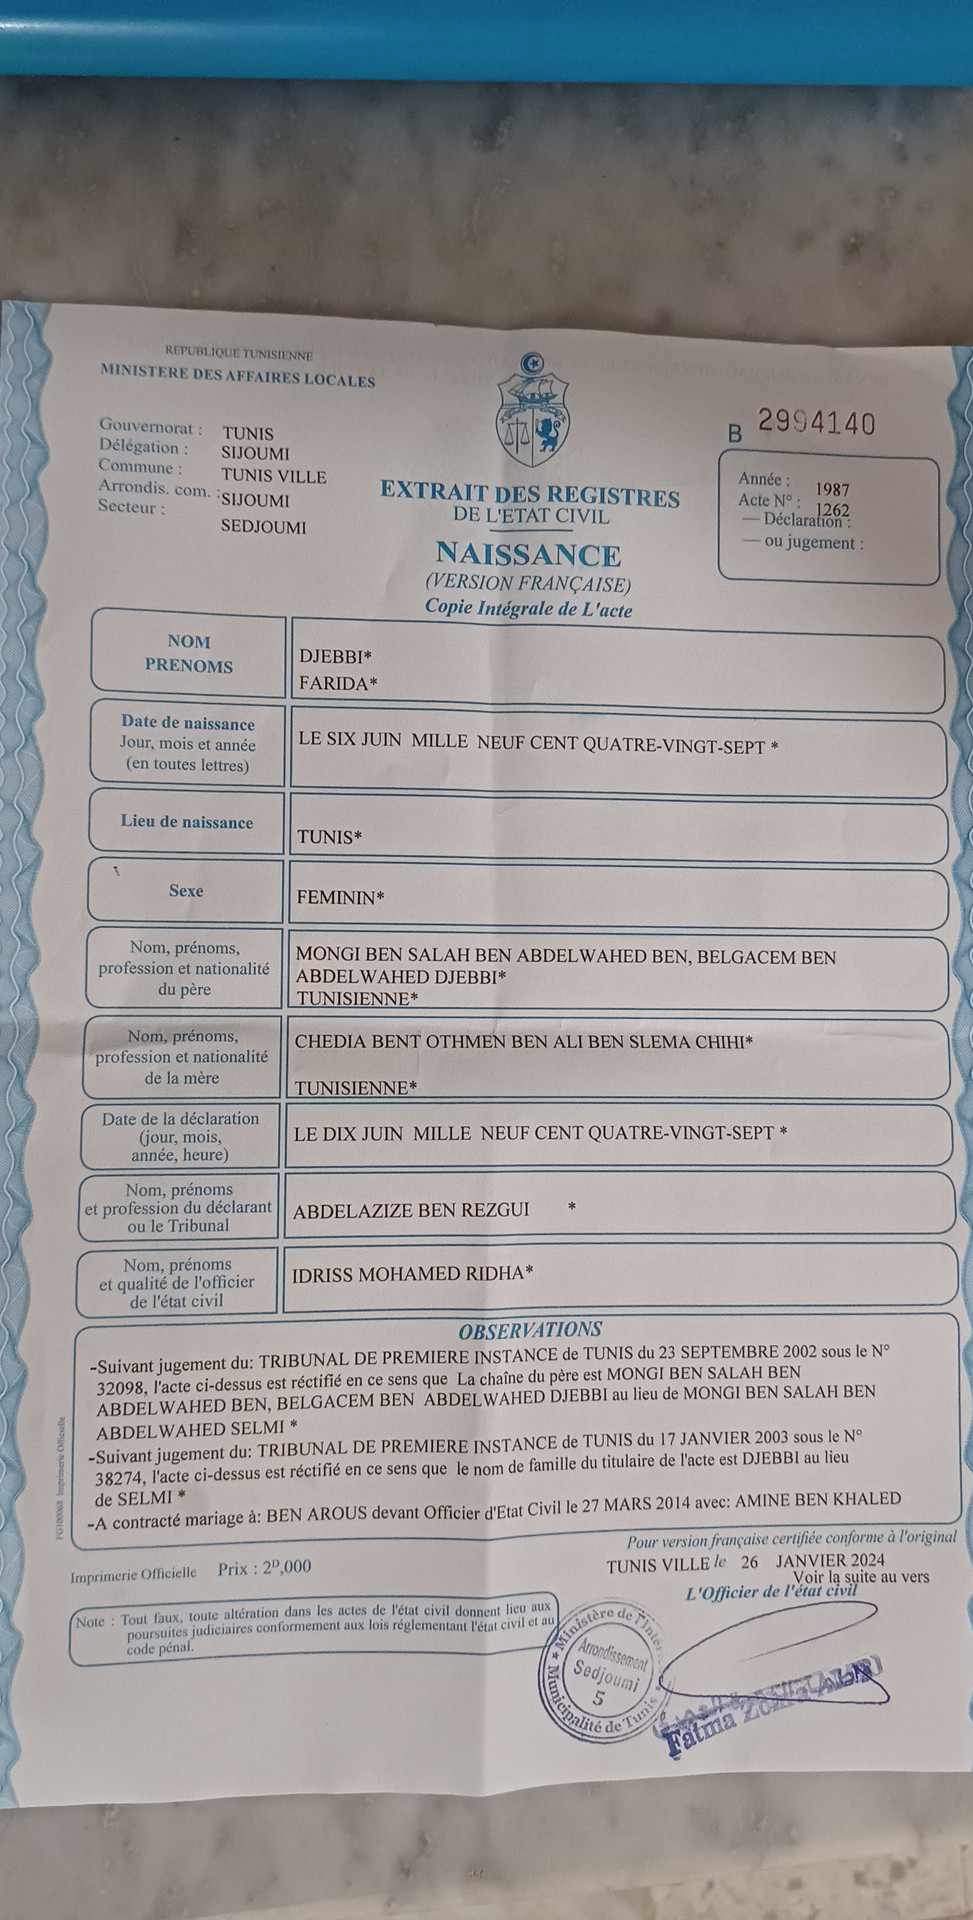 REPUBLIQUE TUNISIENNE
MINISTERE DES AFFAIRES LOCALES
Gouvernorat : TUNIS
Délégation : SIJOUMI
Commune : TUNIS VILLE
Arrondis. com. : SIJOUMI
Secteur : SEDJOUMI
B 2994140
Année : 1987
Acte N° : 1262
— Déclaration :
— ou jugement :
EXTRAIT DES REGISTRES
DE L'ETAT CIVIL
NAISSANCE
(VERSION FRANÇAISE)
Copie Intégrale de L'acte
NOM
PRENOMS
DJEBBI*
FARIDA*
Date de naissance
Jour, mois et année
(en toutes lettres)
LE SIX JUIN MILLE NEUF CENT QUATRE-VINGT-SEPT *
Lieu de naissance
TUNIS*
Sexe
FEMININ*
Nom, prénoms,
profession et nationalité
du père
MONGI BEN SALAH BEN ABDELWAHED BEN, BELGACEM BEN
ABDELWAHED DJEBBI*
TUNISIENNE*
Nom, prénoms,
profession et nationalité
de la mère
CHEDIA BENT OTHMEN BEN ALI BEN SLEMA CHIHI*
TUNISIENNE*
Date de la déclaration
(jour, mois,
année, heure)
LE DIX JUIN MILLE NEUF CENT QUATRE-VINGT-SEPT *
Nom, prénoms
et profession du déclarant
ou le Tribunal
ABDELAZIZE BEN REZGUI *
Nom, prénoms
et qualité de l'officier
de l'état civil
IDRISS MOHAMED RIDHA*
OBSERVATIONS
-Suivant jugement du: TRIBUNAL DE PREMIERE INSTANCE de TUNIS du 23 SEPTEMBRE 2002 sous le N°
32098, l'acte ci-dessus est réctifié en ce sens que La chaîne du père est MONGI BEN SALAH BEN
ABDELWAHED BEN, BELGACEM BEN ABDELWAHED DJEBBI au lieu de MONGI BEN SALAH BEN
ABDELWAHED SELMI *
-Suivant jugement du: TRIBUNAL DE PREMIERE INSTANCE de TUNIS du 17 JANVIER 2003 sous le N°
38274, l'acte ci-dessus est réctifié en ce sens que le nom de famille du titulaire de l'acte est DJEBBI au lieu
de SELMI *
-A contracté mariage à: BEN AROUS devant Officier d'Etat Civil le 27 MARS 2014 avec: AMINE BEN KHALED
Imprimerie Officielle
Pour version française certifiée conforme à l'original
Imprimerie Officielle Prix : 2ᴰ,000
TUNIS VILLE le 26 JANVIER 2024
Voir la suite au vers
L'Officier de l'état civil
Note : Tout faux, toute altération dans les actes de l'état civil donnent lieu aux
poursuites judiciaires conformement aux lois réglementant l'état civil et au
code pénal.
Ministère de l'Intér
Arrondissement
Sedjoumi
5
Municipalité de Tunis
Fatma